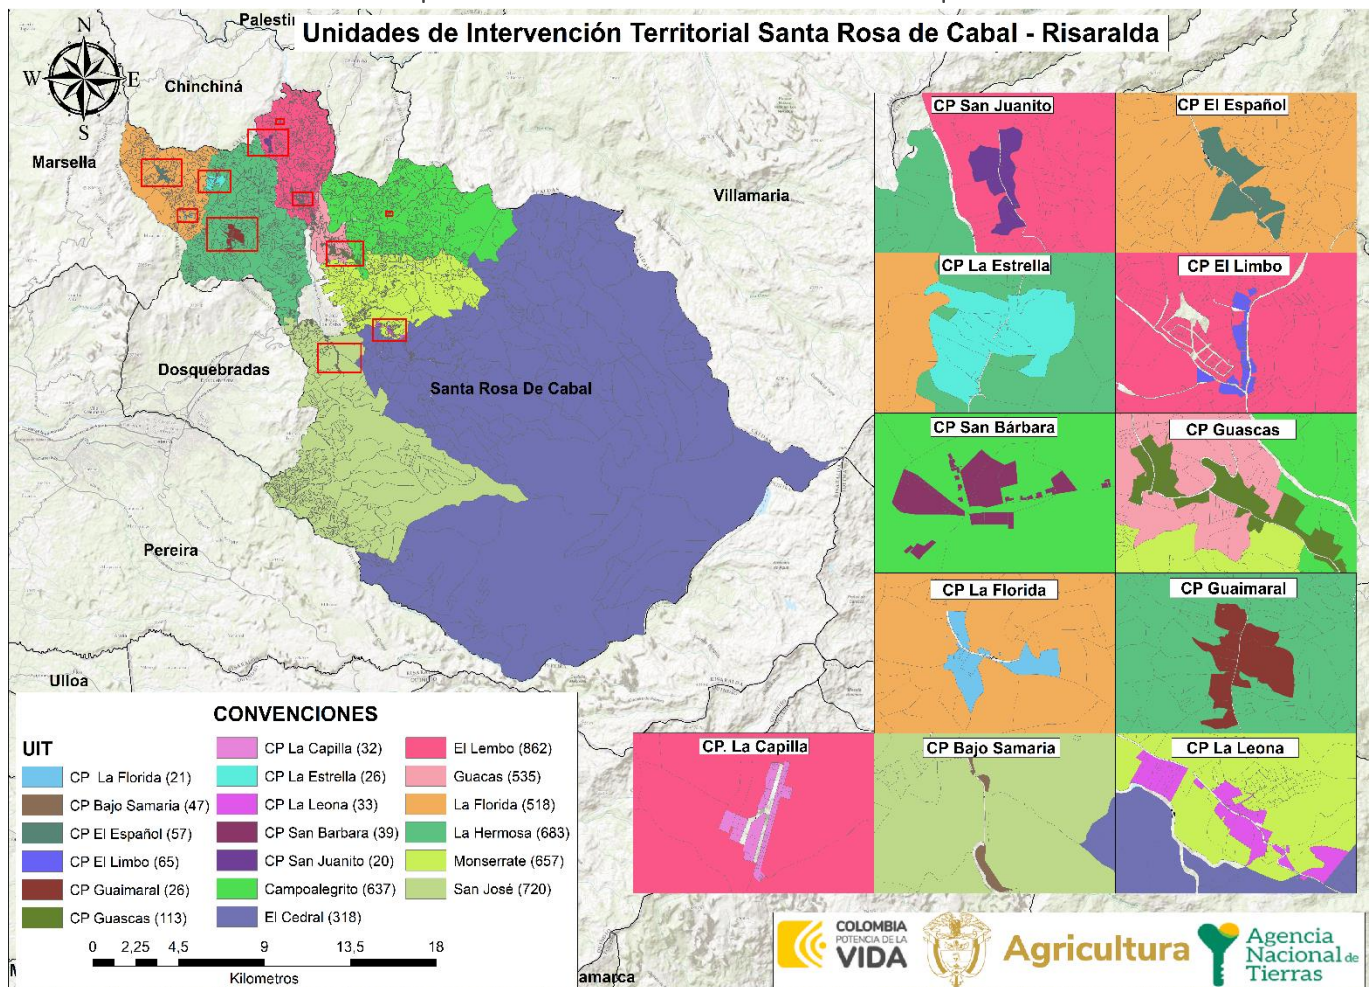 Unidades de Intervención Territorial Santa Rosa de Cabal - Risaralda
N
W
E
S
Chinchiná
Marsella
Villamaria
Dosquebradas
Santa Rosa De Cabal
Pereira
Ulloa
CP San Juanito
CP El Español
CP La Estrella
CP El Limbo
CP San Bárbara
CP Guascas
CP La Florida
CP Guaimaral
CP. La Capilla
CP Bajo Samaria
CP La Leona
CONVENCIONES
UIT
CP La Florida (21)
CP Bajo Samaria (47)
CP El Español (57)
CP El Limbo (65)
CP Guaimaral (26)
CP Guascas (113)
CP La Capilla (32)
CP La Estrella (26)
CP La Leona (33)
CP San Barbara (39)
CP San Juanito (20)
Campoalegrito (637)
El Cedral (318)
El Lembo (862)
Guacas (535)
La Florida (518)
La Hermosa (683)
Monserrate (657)
San José (720)
0 2,25 4,5 9 13,5 18
Kilometros
amarca
COLOMBIA
POTENCIA DE LA
VIDA
Agricultura
Agencia
Nacional de
Tierras